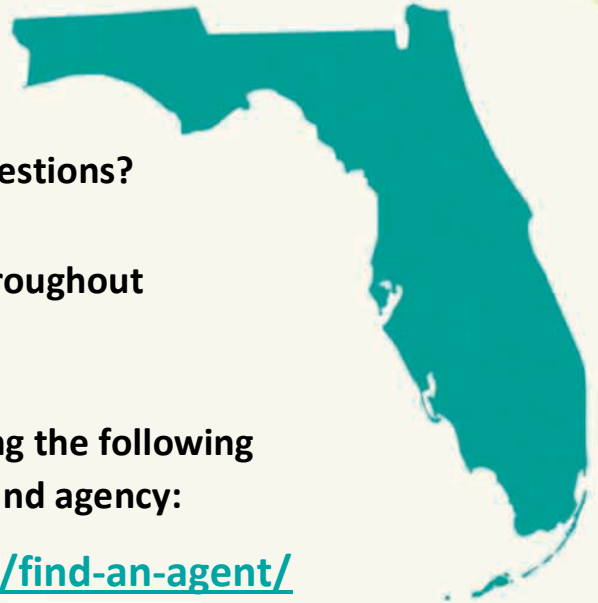 estions?
roughout
ng the following
nd agency:
/find-an-agent/